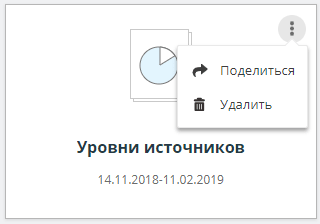 Поделиться
Удалить
Уровни источников
14.11.2018-11.02.2019